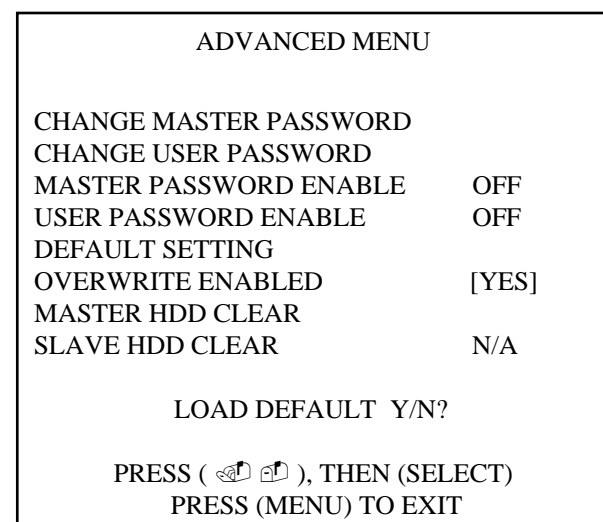 ADVANCED MENU
CHANGE MASTER PASSWORD
CHANGE USER PASSWORD
MASTER PASSWORD ENABLE OFF
USER PASSWORD ENABLE OFF
DEFAULT SETTING
OVERWRITE ENABLED [YES]
MASTER HDD CLEAR
SLAVE HDD CLEAR N/A
LOAD DEFAULT Y/N?
PRESS ( ), THEN (SELECT)
PRESS (MENU) TO EXIT